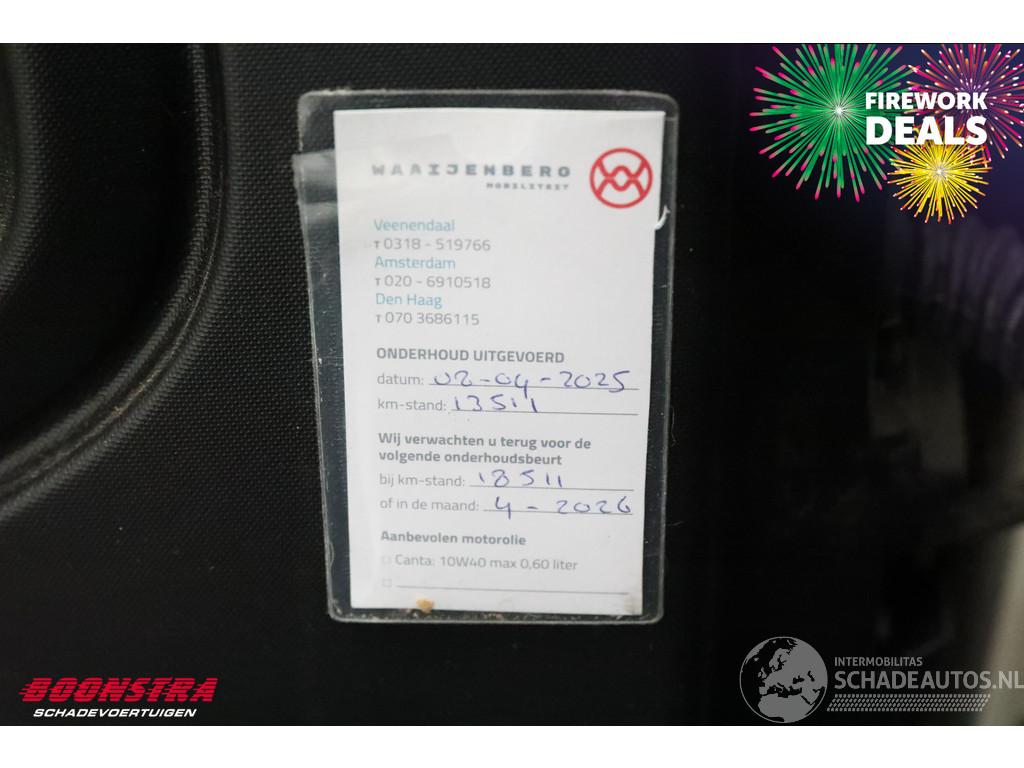 FIREWORK
DEALS
WAAIJENBERG
MOBILITEIT
Veenendaal
T 0318 - 519766
Amsterdam
T 020 - 6910518
Den Haag
T 070 3686115
ONDERHOUD UITGEVOERD
datum: 02-04-2025
km-stand: 13511
Wij verwachten u terug voor de
volgende onderhoudsbeurt
bij km-stand: 18511
of in de maand: 4-2026
Aanbevolen motorolie
Canta: 10W40 max 0,60 liter
BOONSTRA
SCHADEVOERTUIGEN
INTERMOBILITAS
SCHADEAUTOS.NL